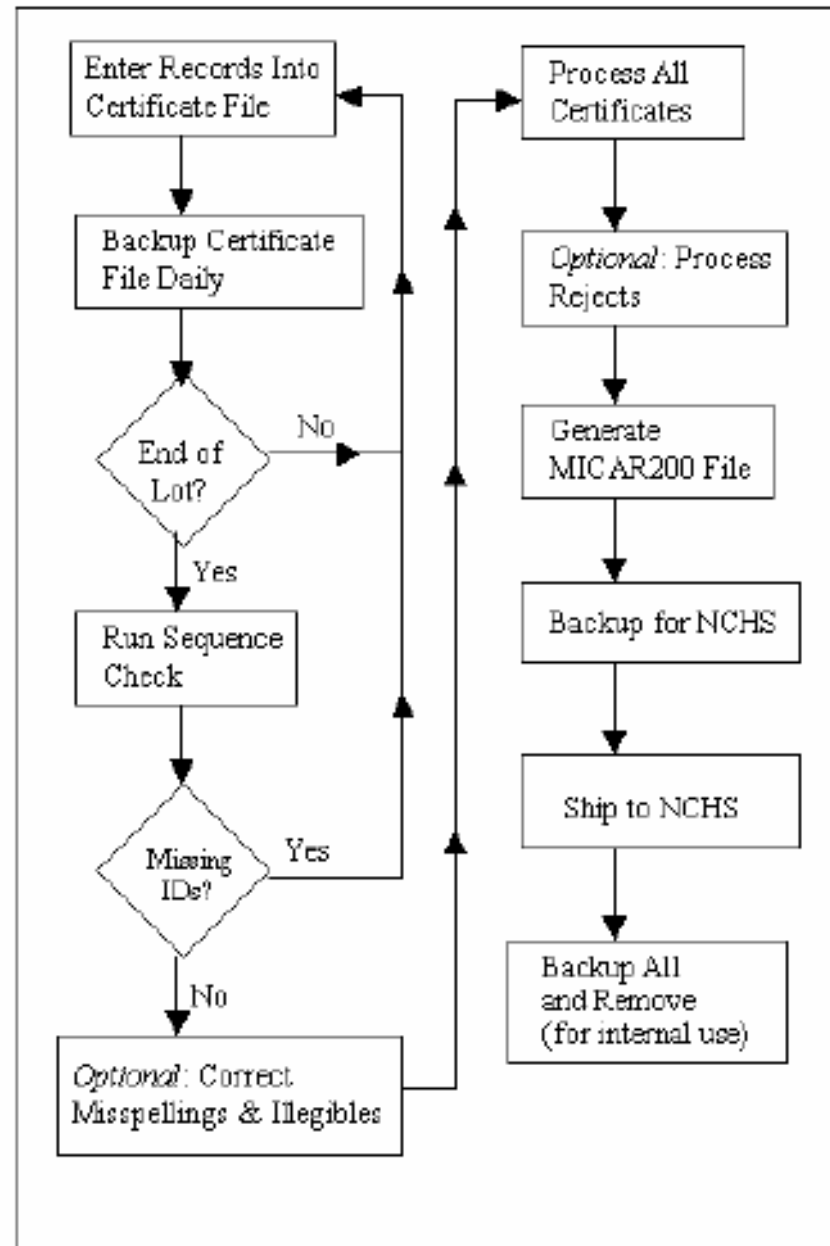 Enter Records Into
Certificate File
Backup Certificate
File Daily
End of
Lot?
No
Yes
Run Sequence
Check
Missing
IDs?
Yes
No
Optional: Correct
Misspellings & Illegibles
Process All
Certificates
Optional: Process
Rejects
Generate
MICAR200 File
Backup for NCHS
Ship to NCHS
Backup All
and Remove
(for internal use)